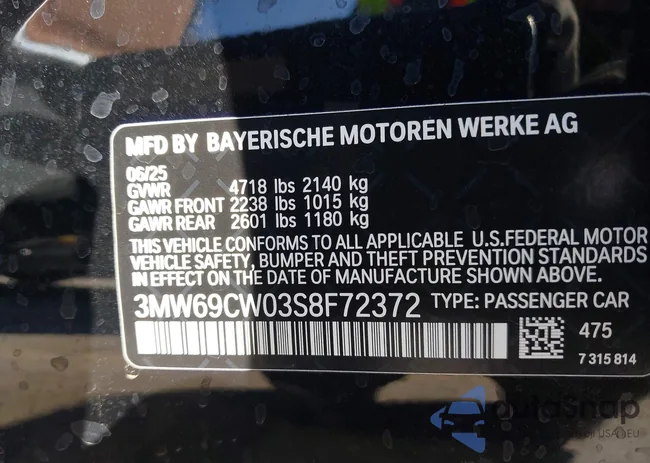 MFD BY BAYERISCHE MOTOREN WERKE AG
06/25
GVWR 4718 lbs 2140 kg
GAWR FRONT 2238 lbs 1015 kg
GAWR REAR 2601 lbs 1180 kg
THIS VEHICLE CONFORMS TO ALL APPLICABLE U.S.FEDERAL MOTOR
VEHICLE SAFETY, BUMPER AND THEFT PREVENTION STANDARDS
IN EFFECT ON THE DATE OF MANUFACTURE SHOWN ABOVE.
3MW69CW03S8F72372 TYPE: PASSENGER CAR
475
7 315 814
autoSnap